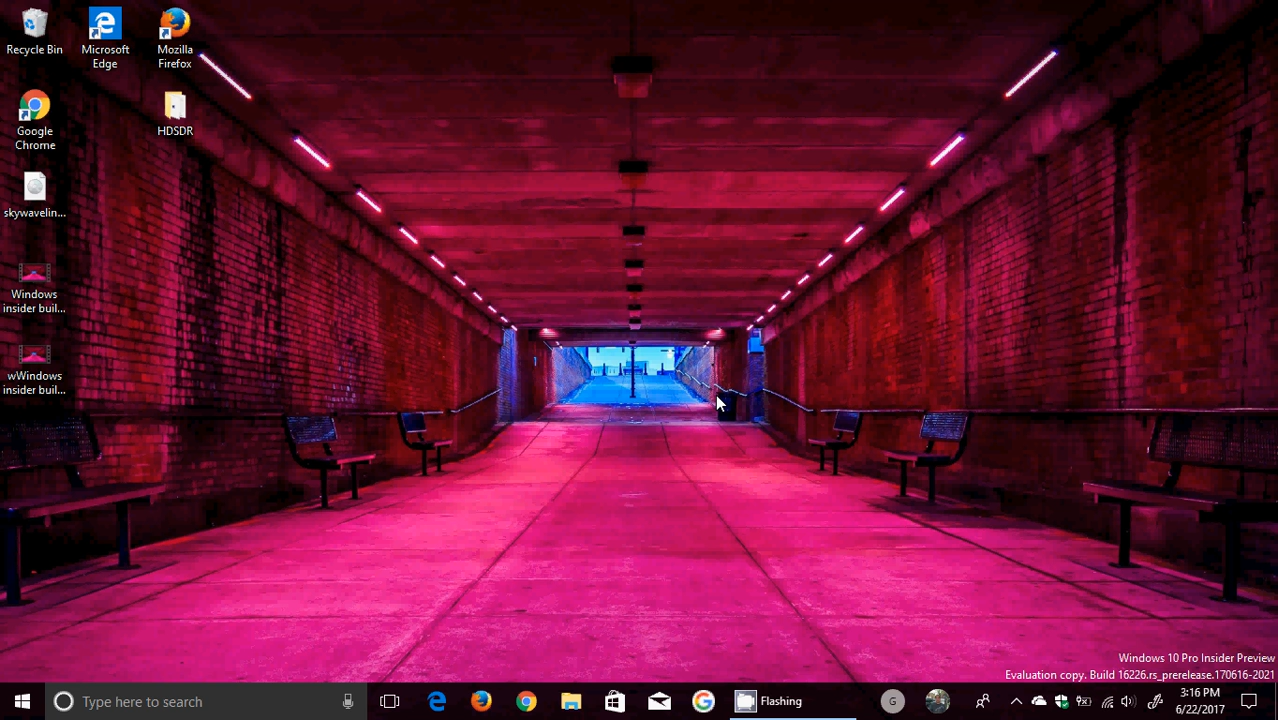 Recycle Bin
Microsoft
Edge
Mozilla
Firefox
Google
Chrome
HDSDR
skywavelin...
Windows
insider buil...
wWindows
insider buil...
Windows 10 Pro Insider Preview
Evaluation copy. Build 16226.rs_prerelease.170616-2021
Type here to search
Flashing
G
3:16 PM
6/22/2017